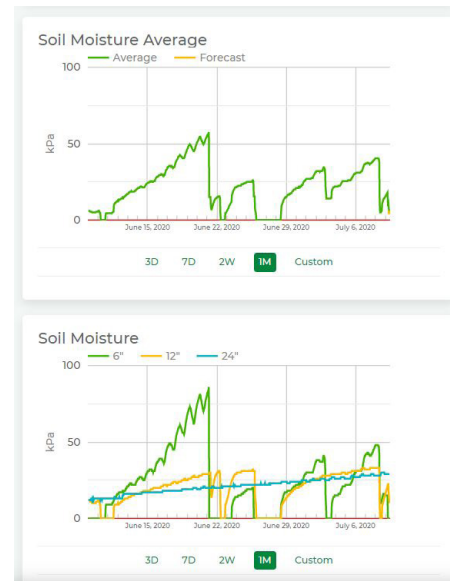 Soil Moisture Average
Average Forecast
100
kPa
50
0
June 15, 2020 June 22, 2020 June 29, 2020 July 6, 2020
3D 7D 2W 1M Custom
Soil Moisture
6" 12" 24"
100
kPa
50
0
June 15, 2020 June 22, 2020 June 29, 2020 July 6, 2020
3D 7D 2W 1M Custom